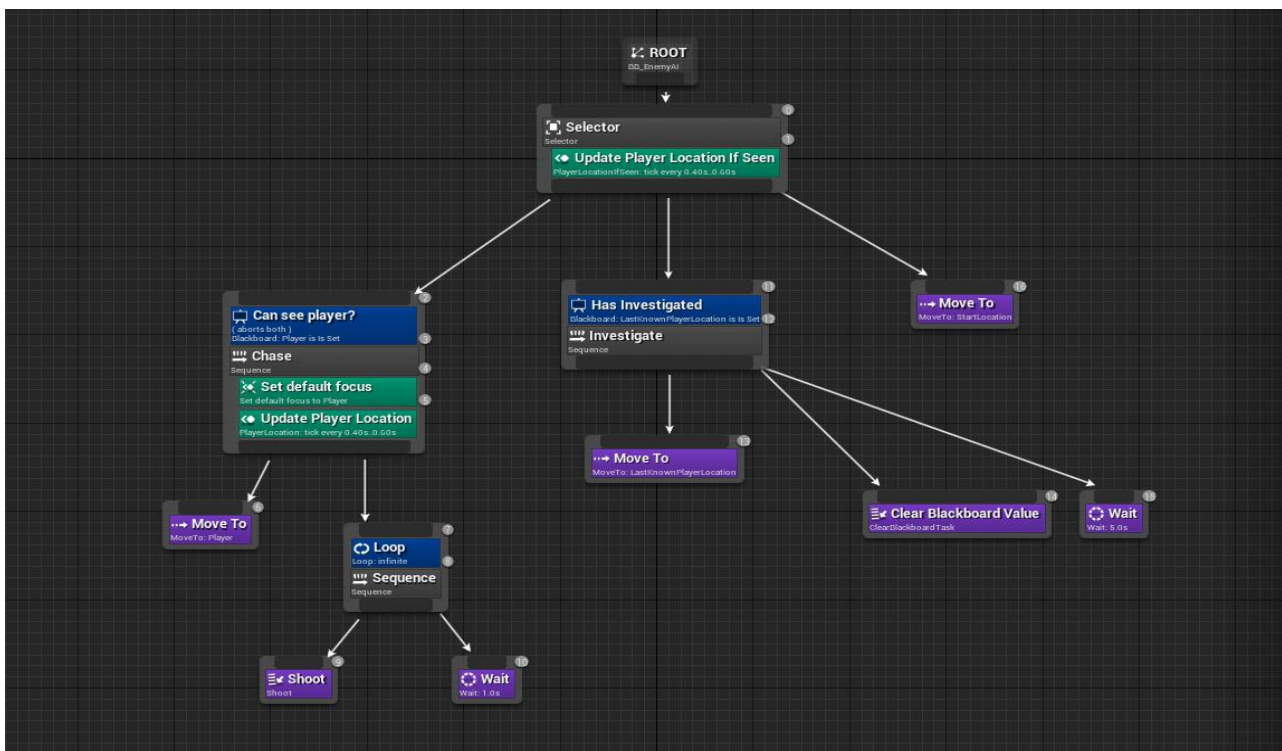 ROOT
BB_EnemyAI
0
Selector
Selector
1
Update Player Location If Seen
PlayerLocationIfSeen: tick every 0.40s..0.60s
2
Can see player?
( aborts both )
Blackboard: Player is Is Set
3
Chase
Sequence
4
Set default focus
Set default focus to Player
5
Update Player Location
PlayerLocation: tick every 0.40s..0.60s
11
Has Investigated
Blackboard: LastKnownPlayerLocation is Is Set
12
Investigate
Sequence
16
Move To
MoveTo: StartLocation
6
Move To
MoveTo: Player
7
Loop
Loop: infinite
8
Sequence
Sequence
13
Move To
MoveTo: LastKnownPlayerLocation
14
Clear Blackboard Value
ClearBlackboardTask
15
Wait
Wait: 5.0s
9
Shoot
Shoot
10
Wait
Wait: 1.0s